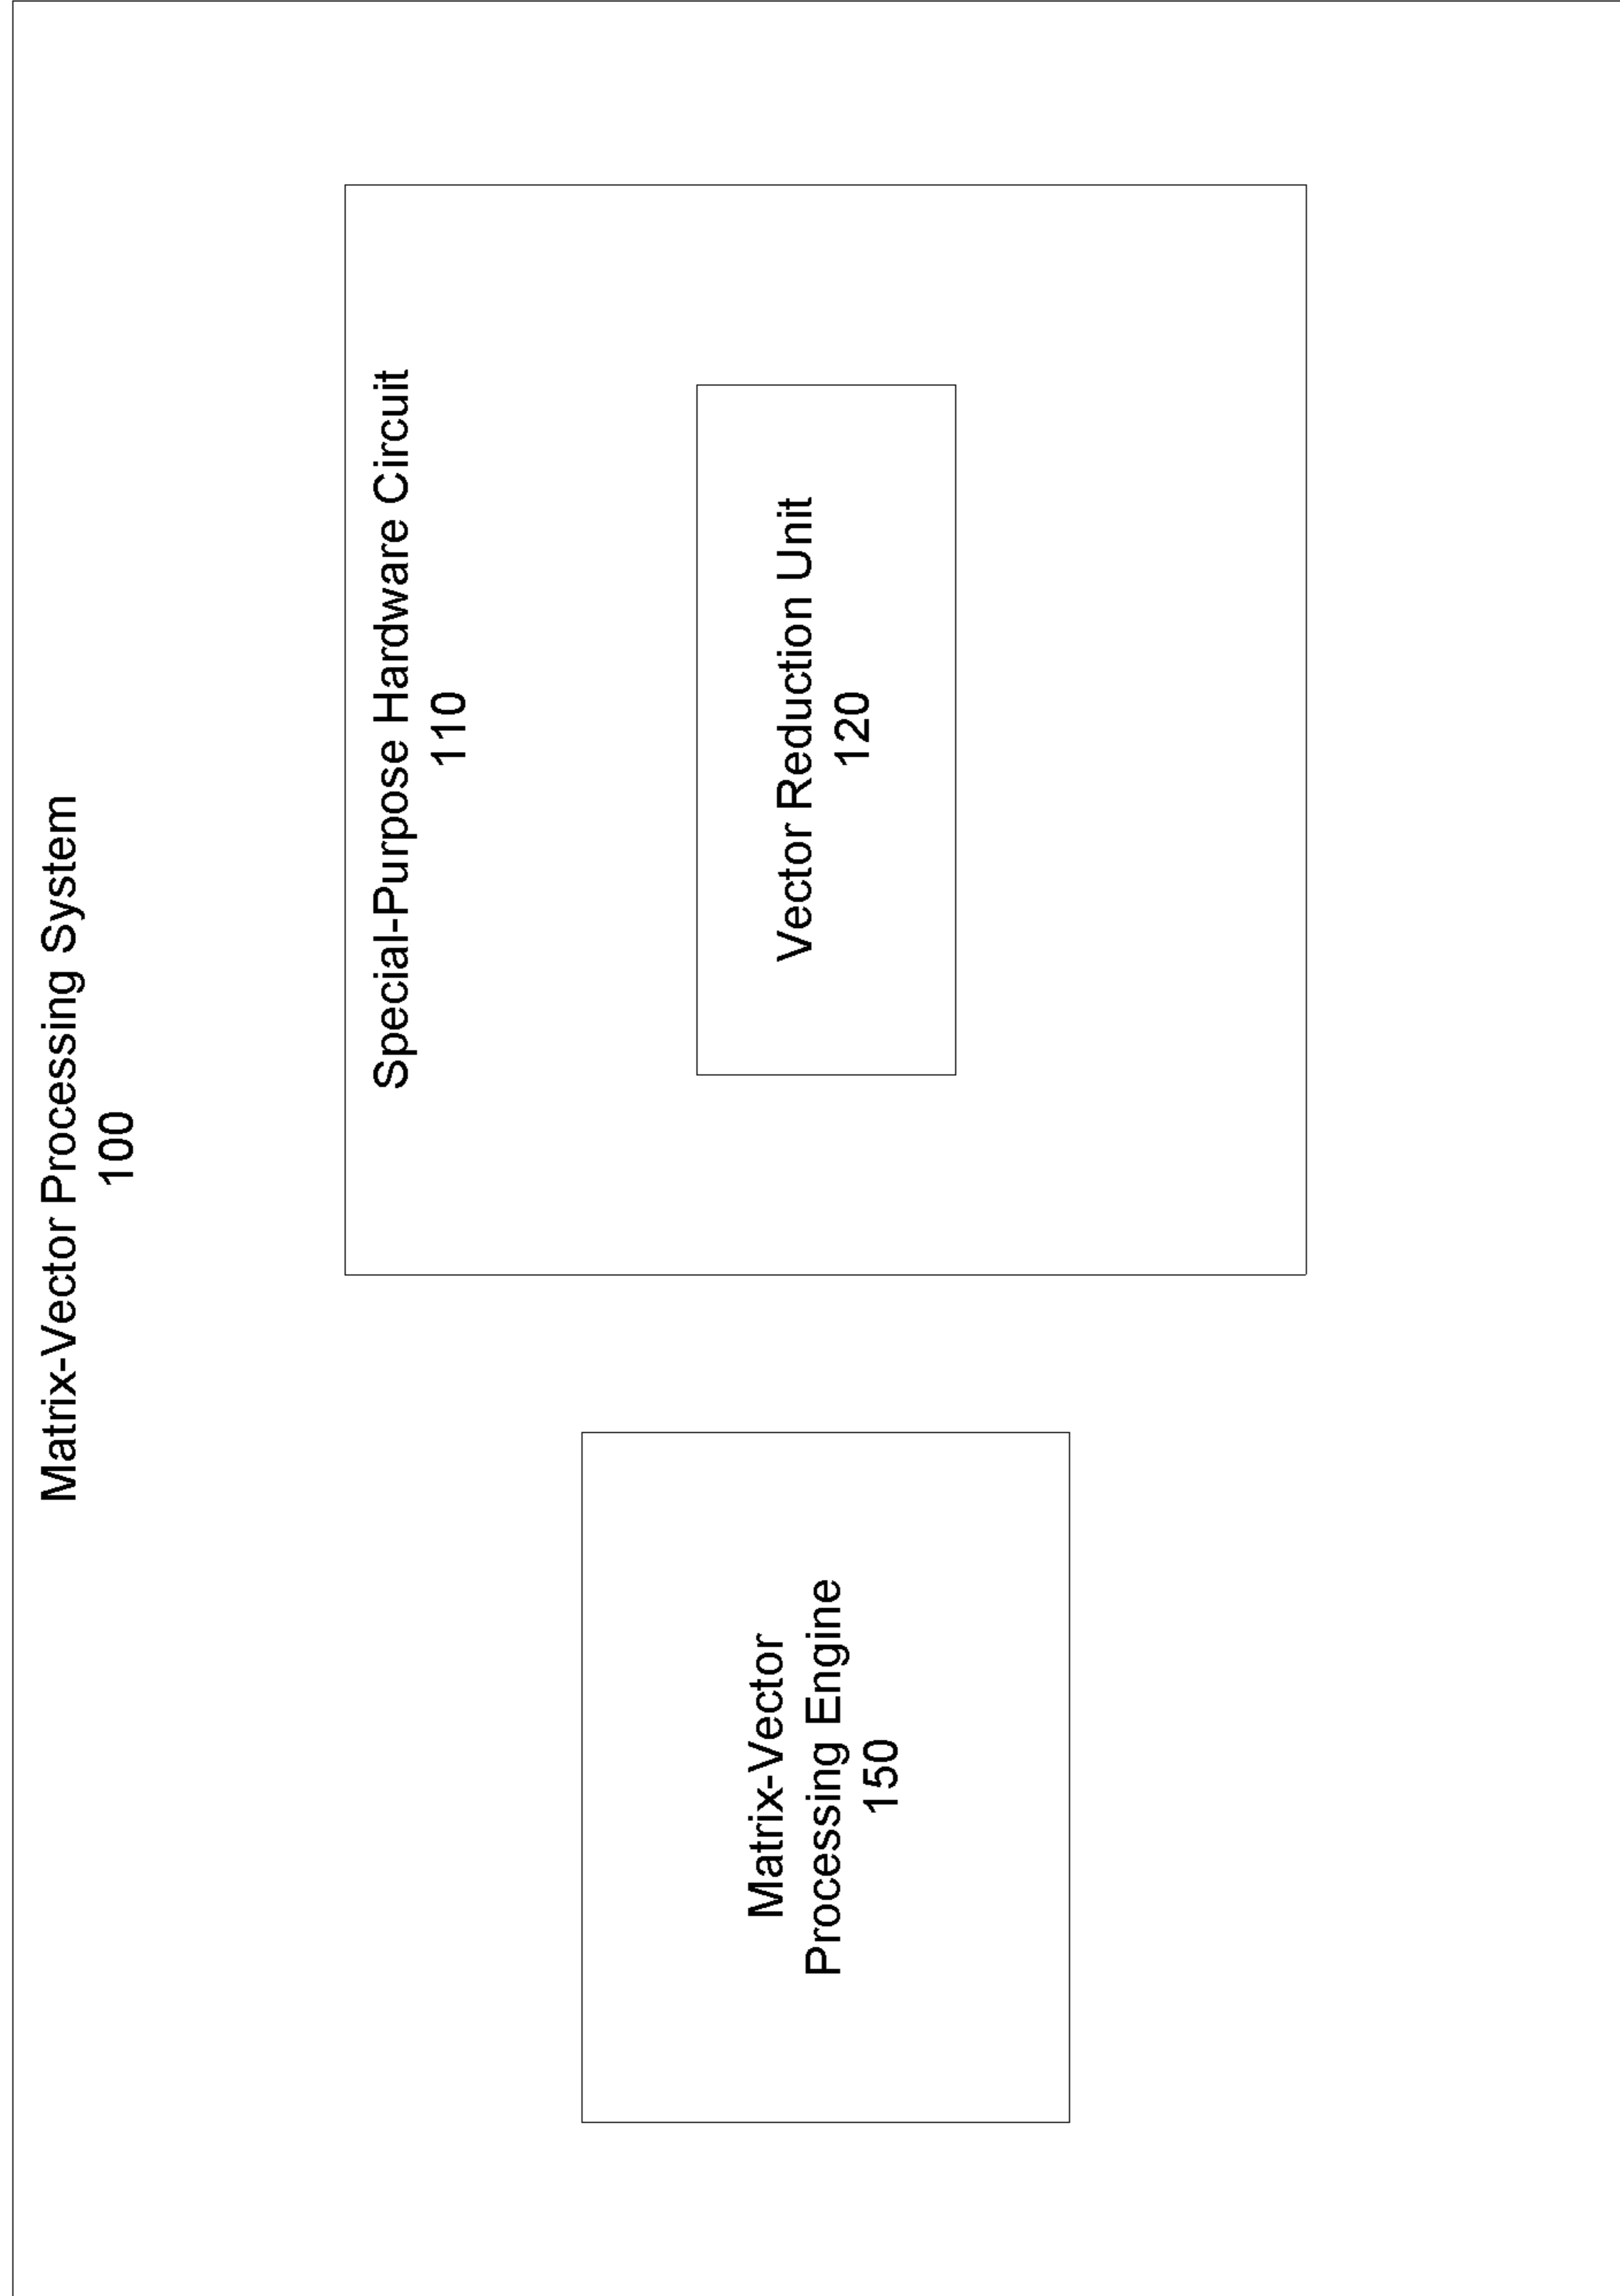 Matrix-Vector Processing System
100
Matrix-Vector
Processing Engine
150
Special-Purpose Hardware Circuit
110
Vector Reduction Unit
120